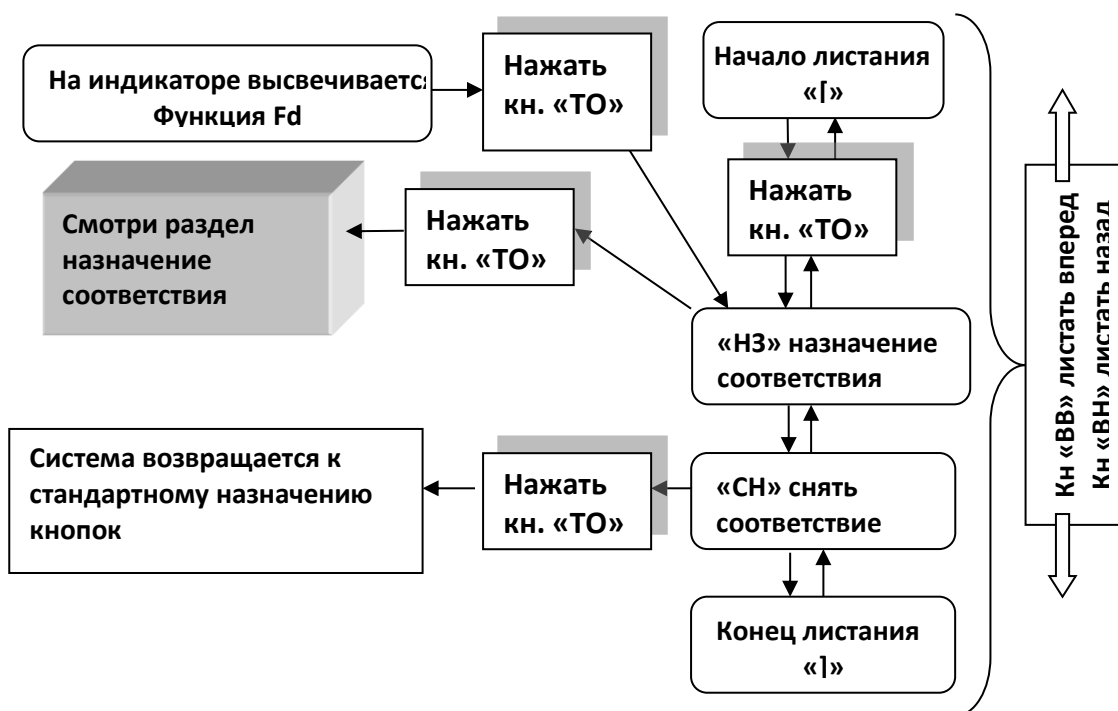 На индикаторе высвечиваетс
Функция Fd
Нажать
кн. «ТО»
Начало листания
«[»
Нажать
кн. «ТО»
Смотри раздел
назначение
соответствия
Нажать
кн. «ТО»
«НЗ» назначение
соответствия
Система возвращается к
стандартному назначению
кнопок
Нажать
кн. «ТО»
«СН» снять
соответствие
Конец листания
«]»
Кн «ВВ» листать вперед
Кн «ВН» листать назад